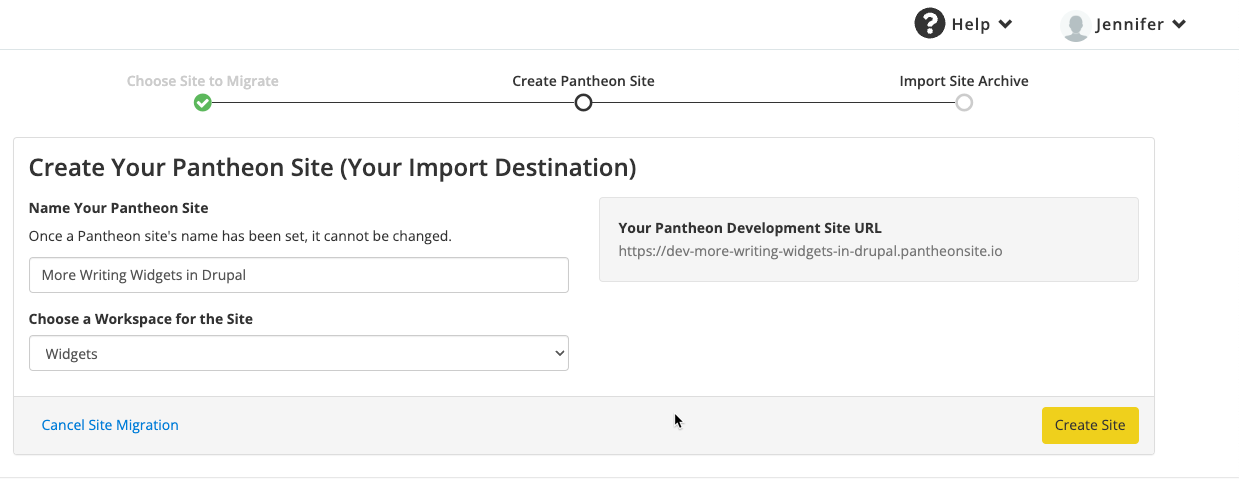 Help
Jennifer
Choose Site to Migrate
Create Pantheon Site
Import Site Archive
Create Your Pantheon Site (Your Import Destination)
Name Your Pantheon Site
Once a Pantheon site's name has been set, it cannot be changed.
More Writing Widgets in Drupal
Choose a Workspace for the Site
Widgets
Your Pantheon Development Site URL
https://dev-more-writing-widgets-in-drupal.pantheonsite.io
Cancel Site Migration
Create Site